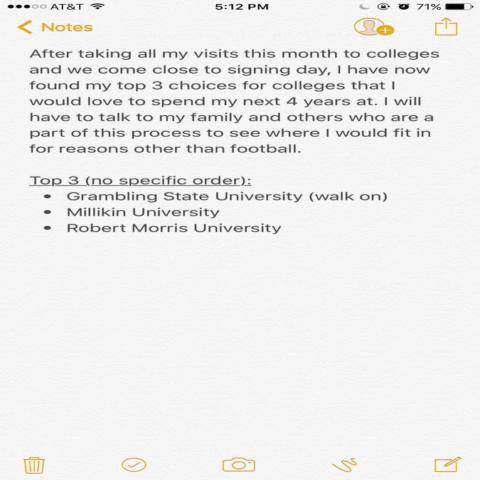 AT&T 5:12 PM 71%
Notes
After taking all my visits this month to colleges
and we come close to signing day, I have now
found my top 3 choices for colleges that I
would love to spend my next 4 years at. I will
have to talk to my family and others who are a
part of this process to see where I would fit in
for reasons other than football.
Top 3 (no specific order):
• Grambling State University (walk on)
• Millikin University
• Robert Morris University